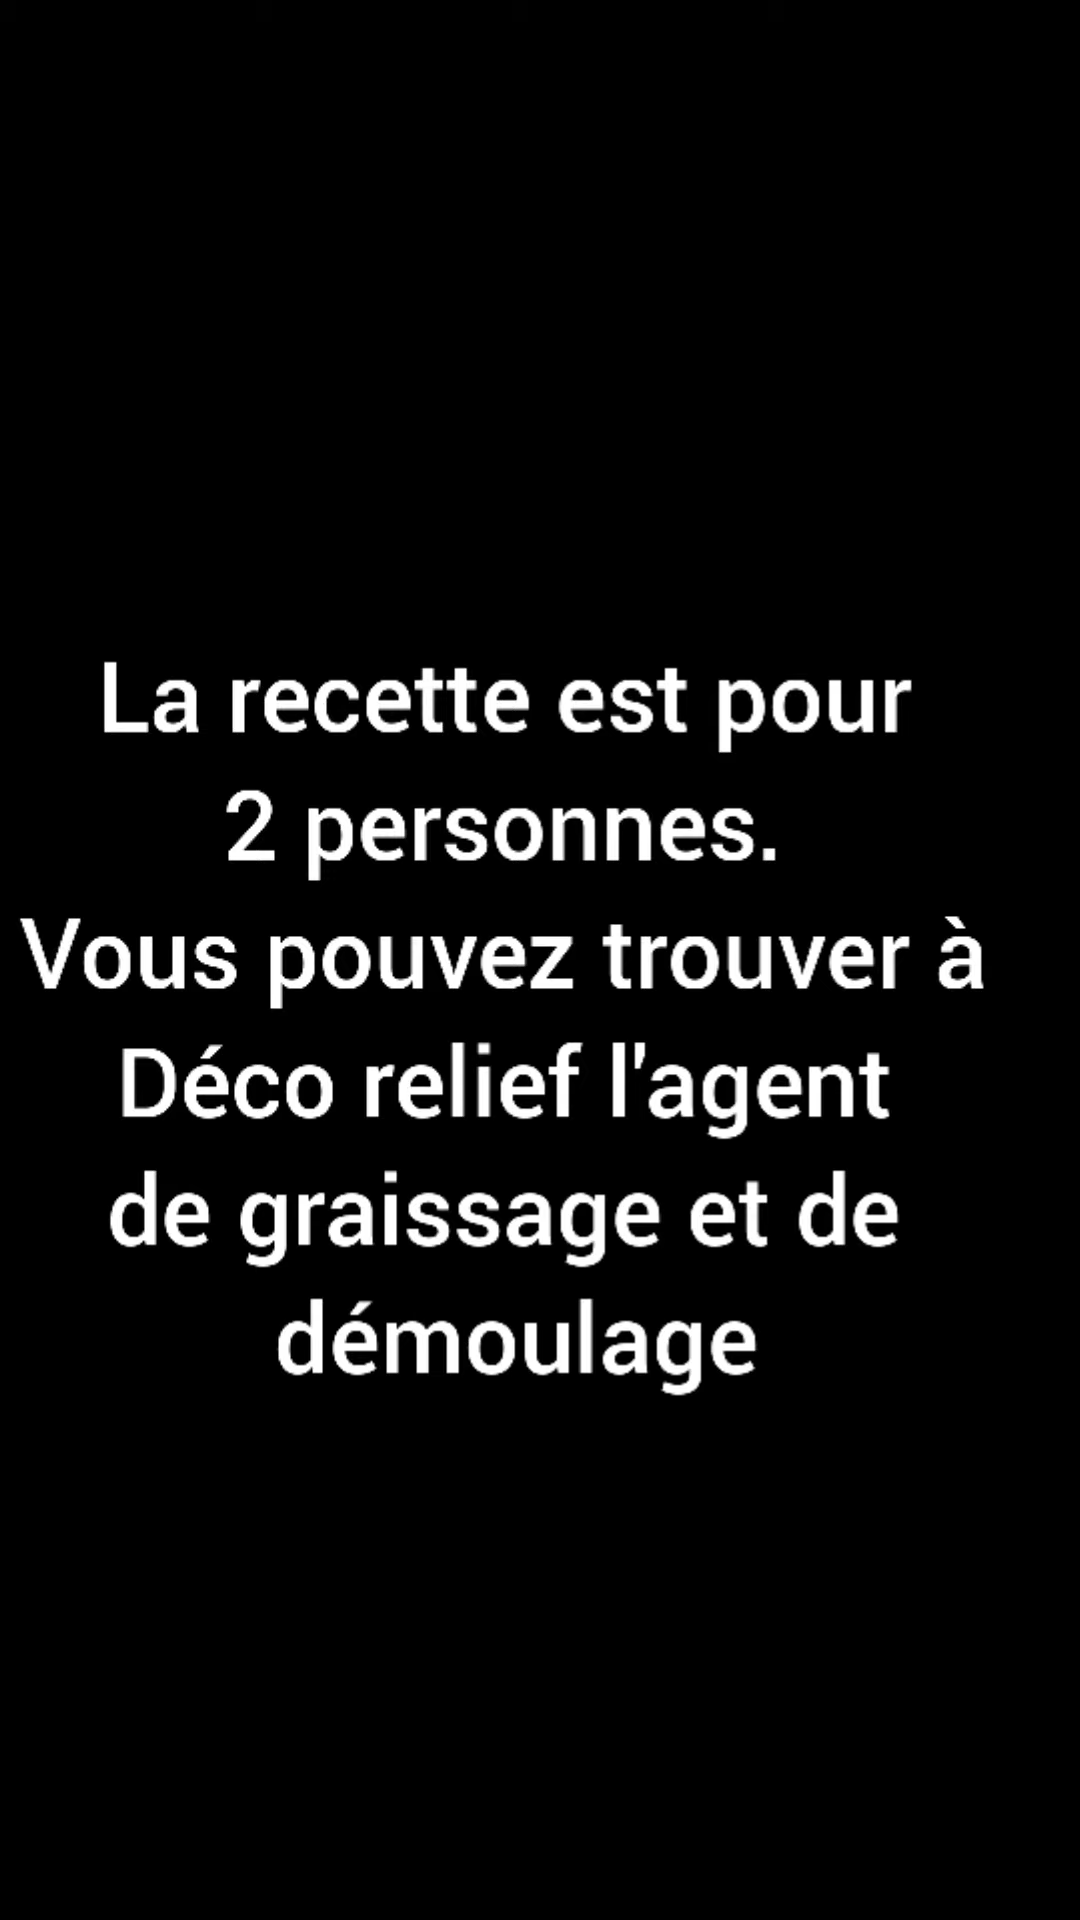 La recette est pour
2 personnes.
Vous pouvez trouver à
Déco relief l'agent
de graissage et de
démoulage